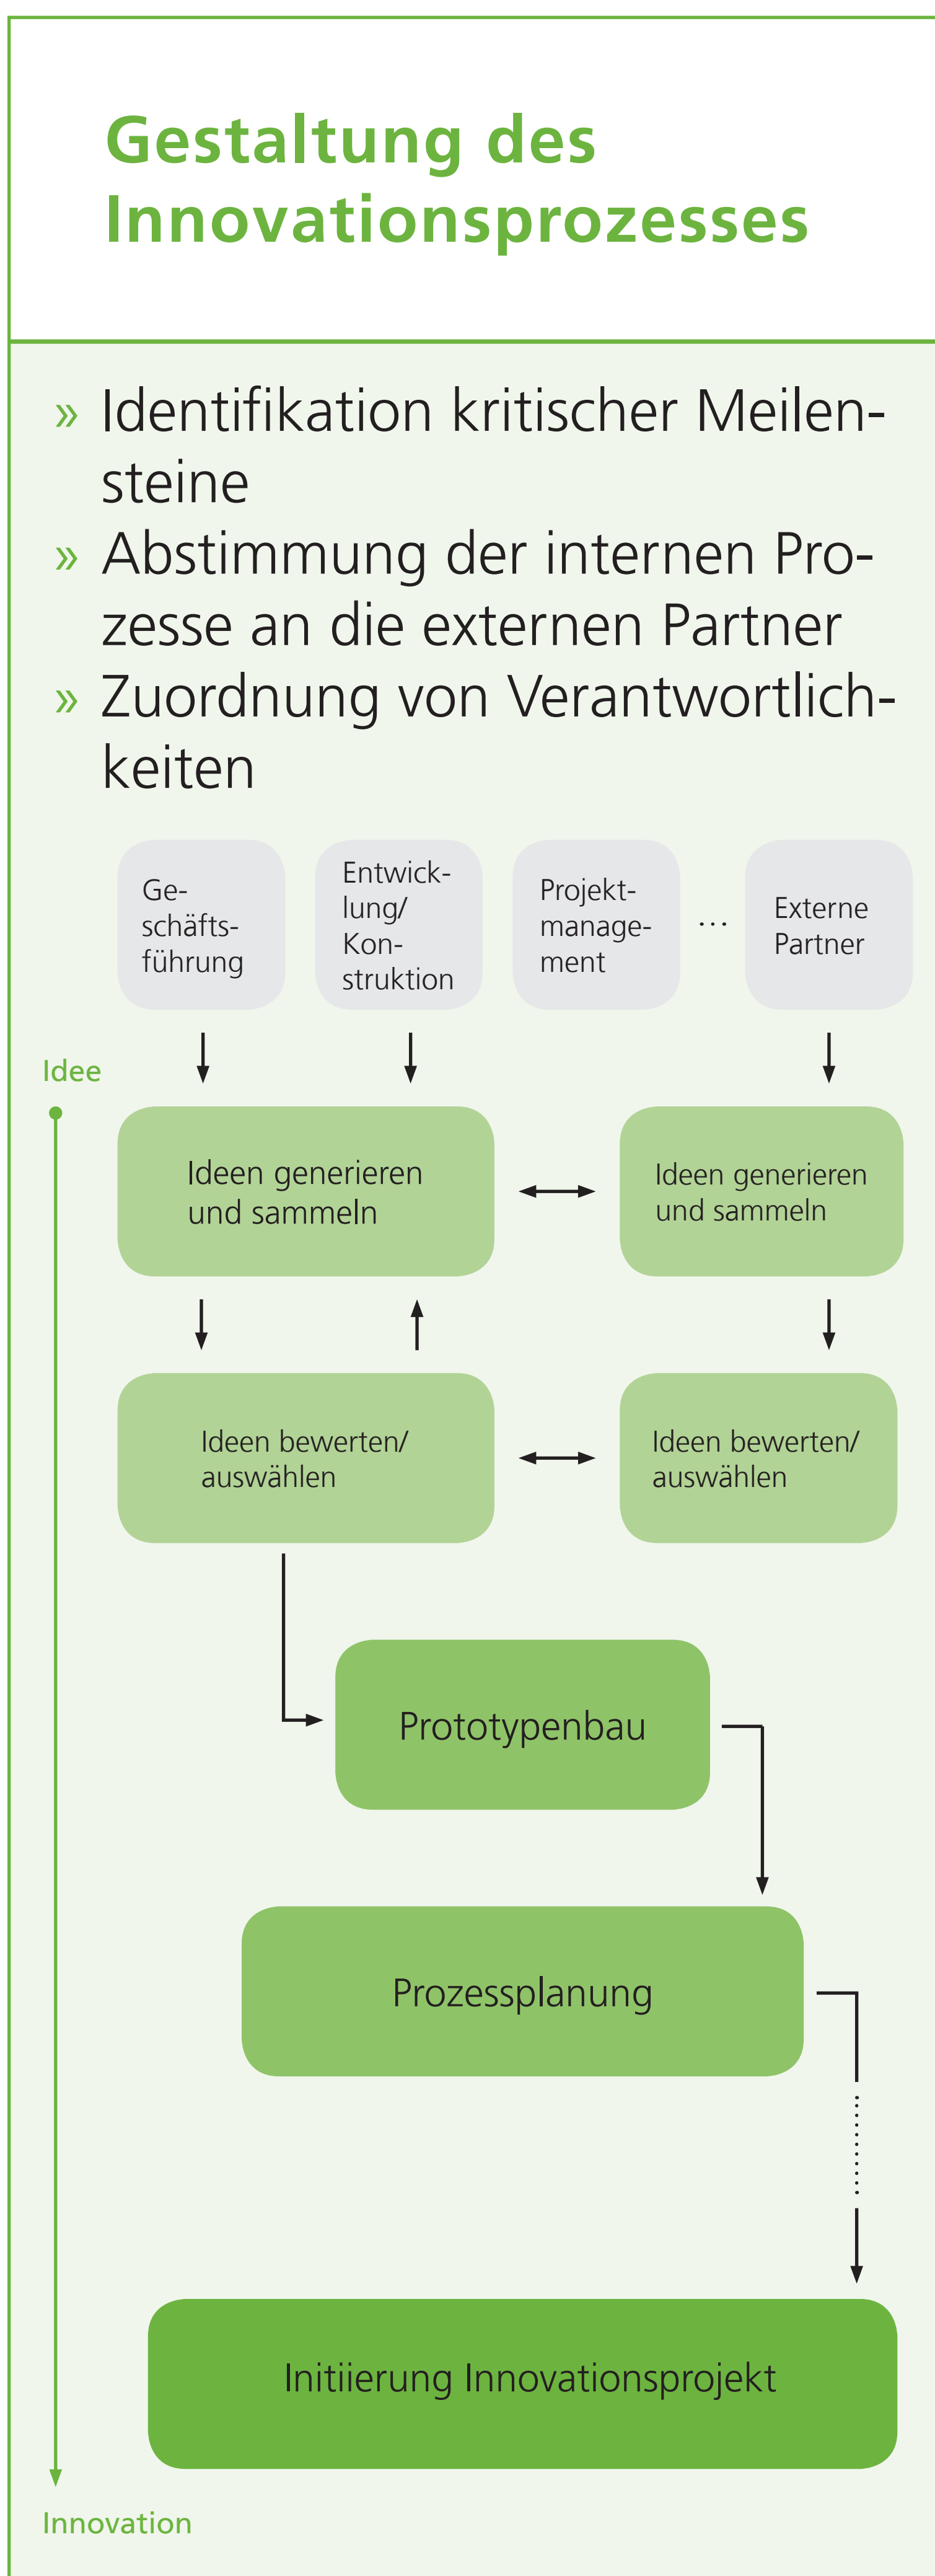 Gestaltung des
Innovationsprozesses
» Identifikation kritischer Meilen-
steine
» Abstimmung der internen Pro-
zesse an die externen Partner
» Zuordnung von Verantwortlich-
keiten
Ge-
schäfts-
führung
Entwick-
lung/
Kon-
struktion
Projekt-
manage-
ment
...
Externe
Partner
Idee
Ideen generieren
und sammeln
Ideen generieren
und sammeln
Ideen bewerten/
auswählen
Ideen bewerten/
auswählen
Prototypenbau
Prozessplanung
Initiierung Innovationsprojekt
Innovation